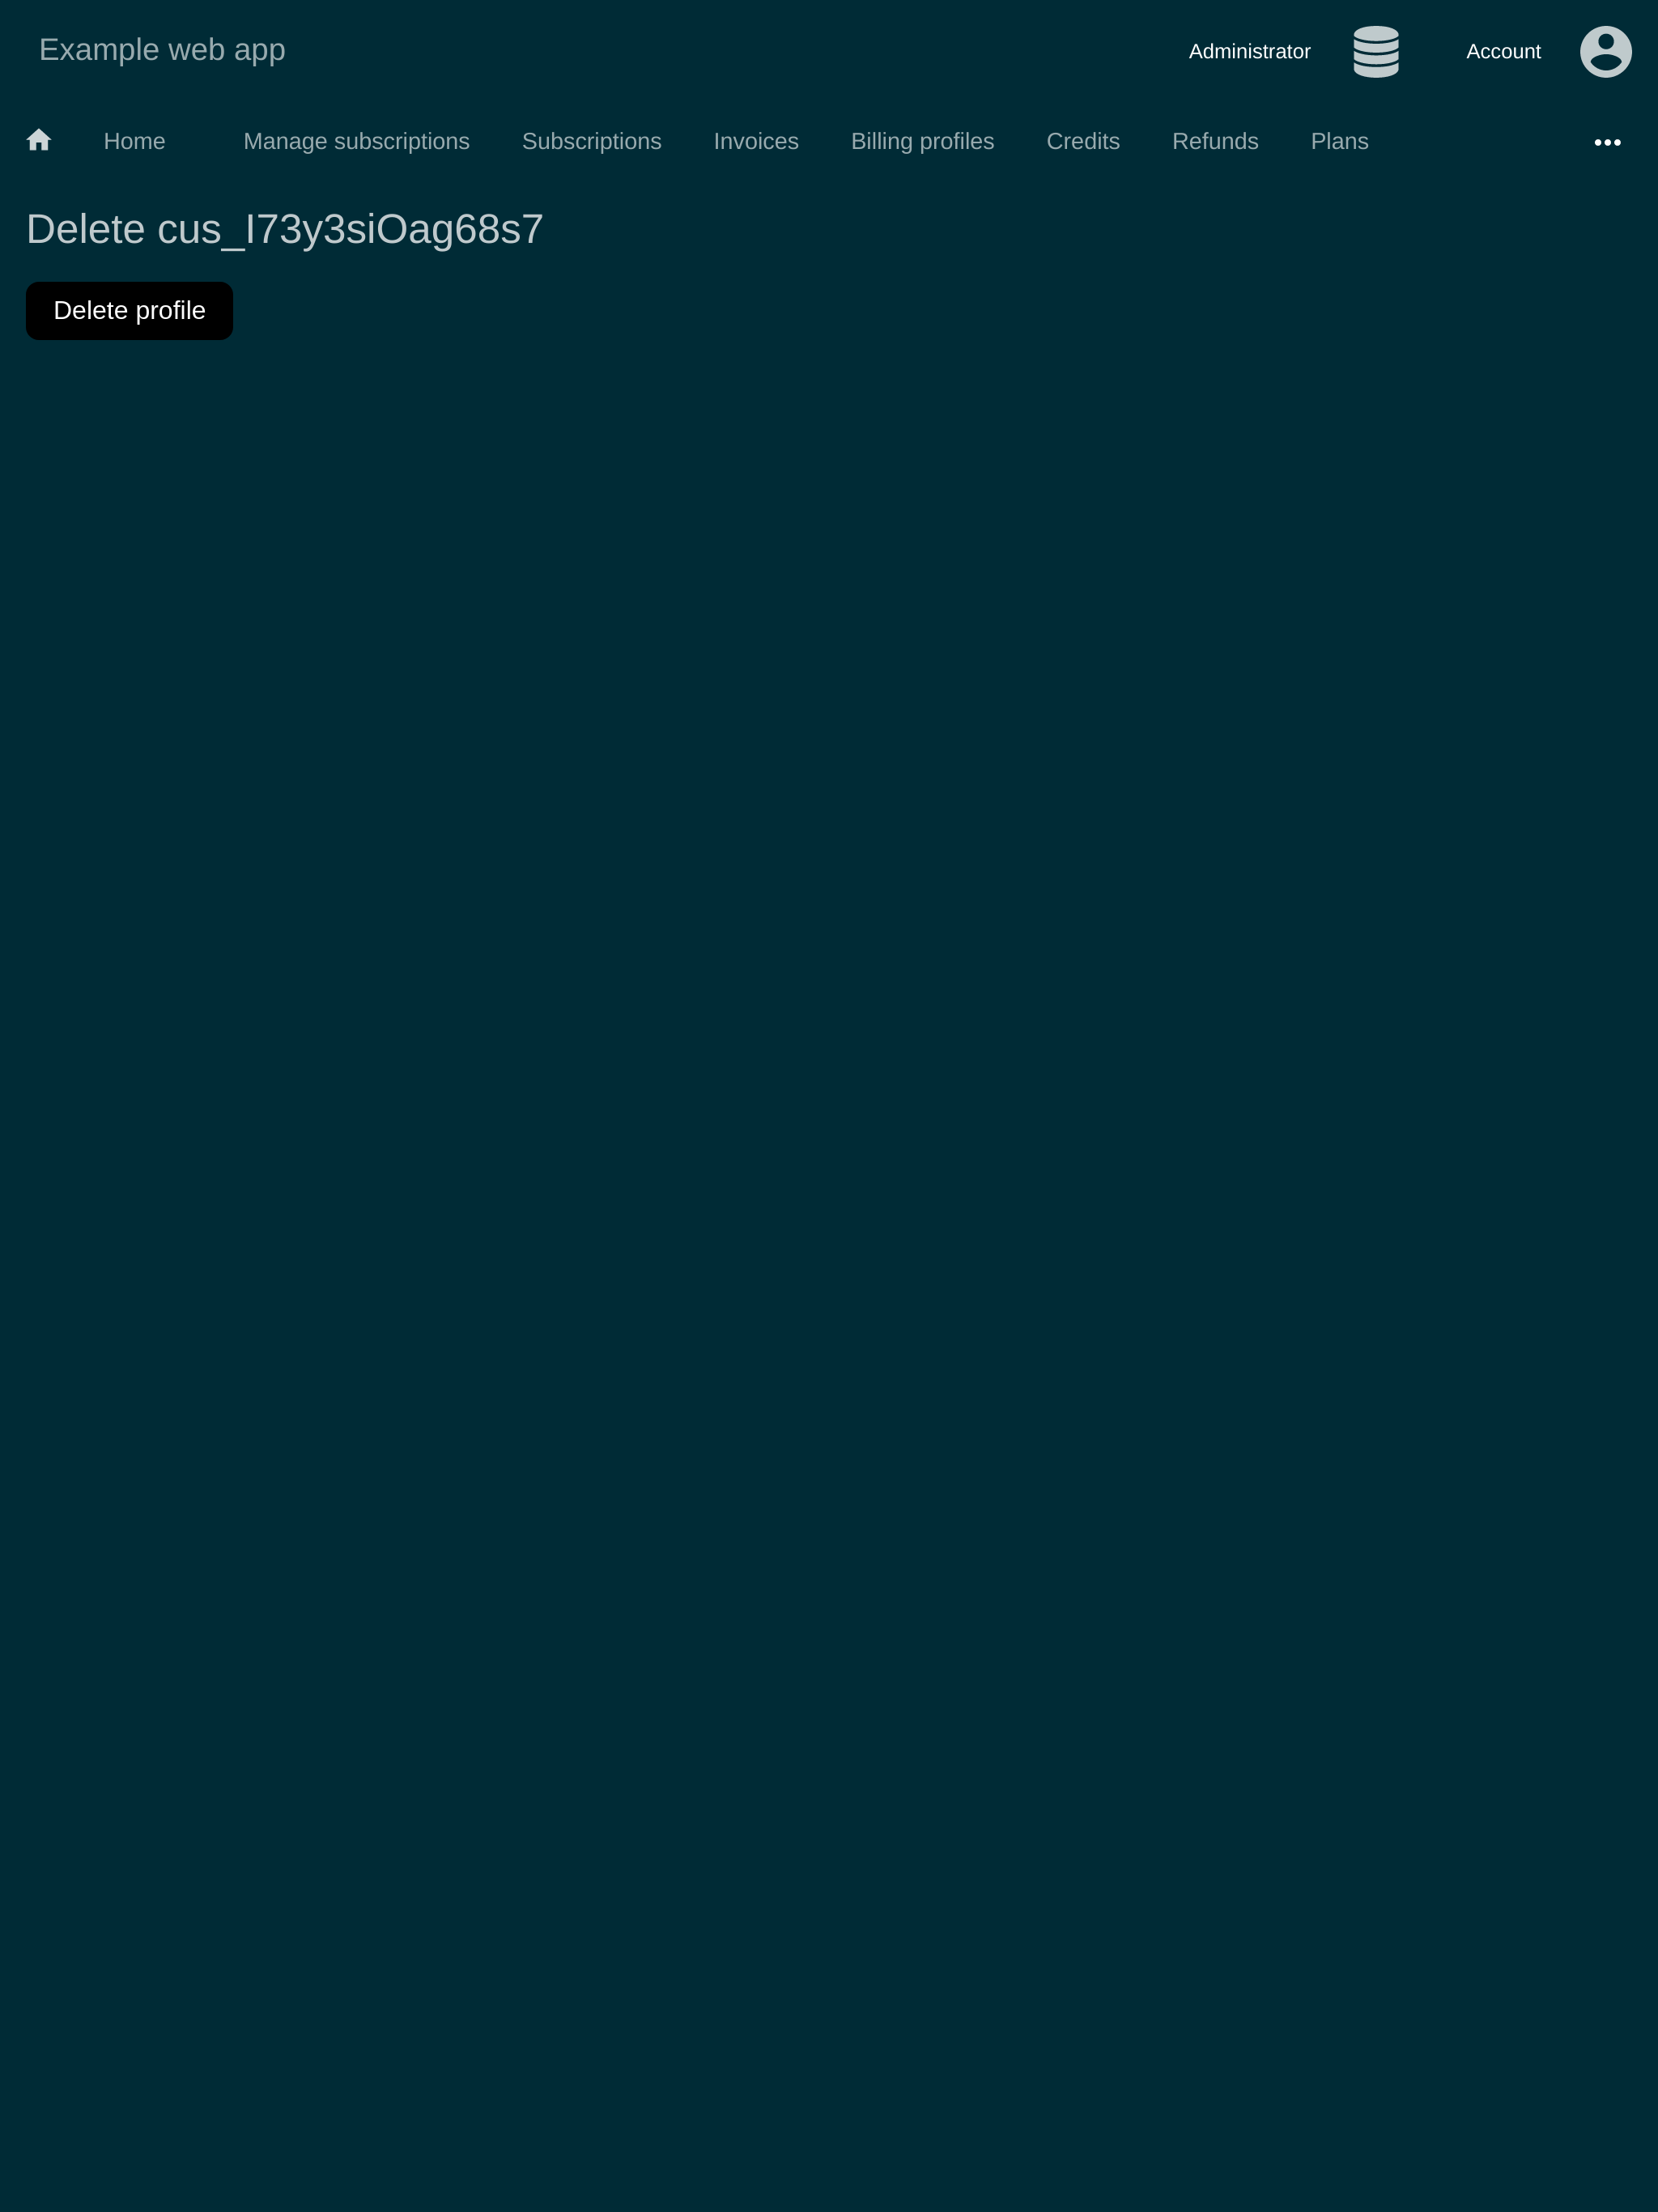 Example web app
Administrator
Account
Home
Manage subscriptions
Subscriptions
Invoices
Billing profiles
Credits
Refunds
Plans
Delete cus_I73y3siOag68s7
Delete profile